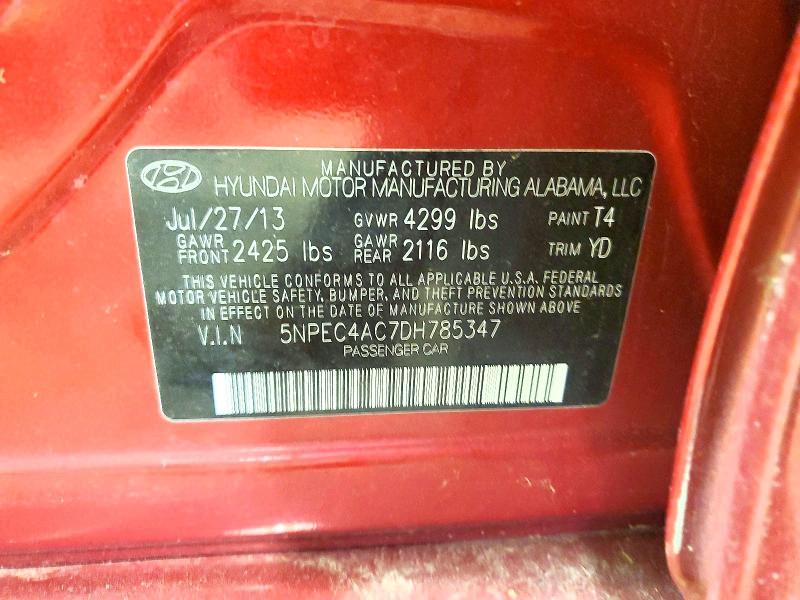 MANUFACTURED BY
HYUNDAI MOTOR MANUFACTURING ALABAMA, LLC
Jul/27/13 GVWR 4299 lbs PAINT T4
GAWR FRONT 2425 lbs GAWR REAR 2116 lbs TRIM YD
THIS VEHICLE CONFORMS TO ALL APPLICABLE U.S.A. FEDERAL
MOTOR VEHICLE SAFETY, BUMPER, AND THEFT PREVENTION STANDARDS
IN EFFECT ON THE DATE OF MANUFACTURE SHOWN ABOVE
V.I.N 5NPEC4AC7DH785347
PASSENGER CAR